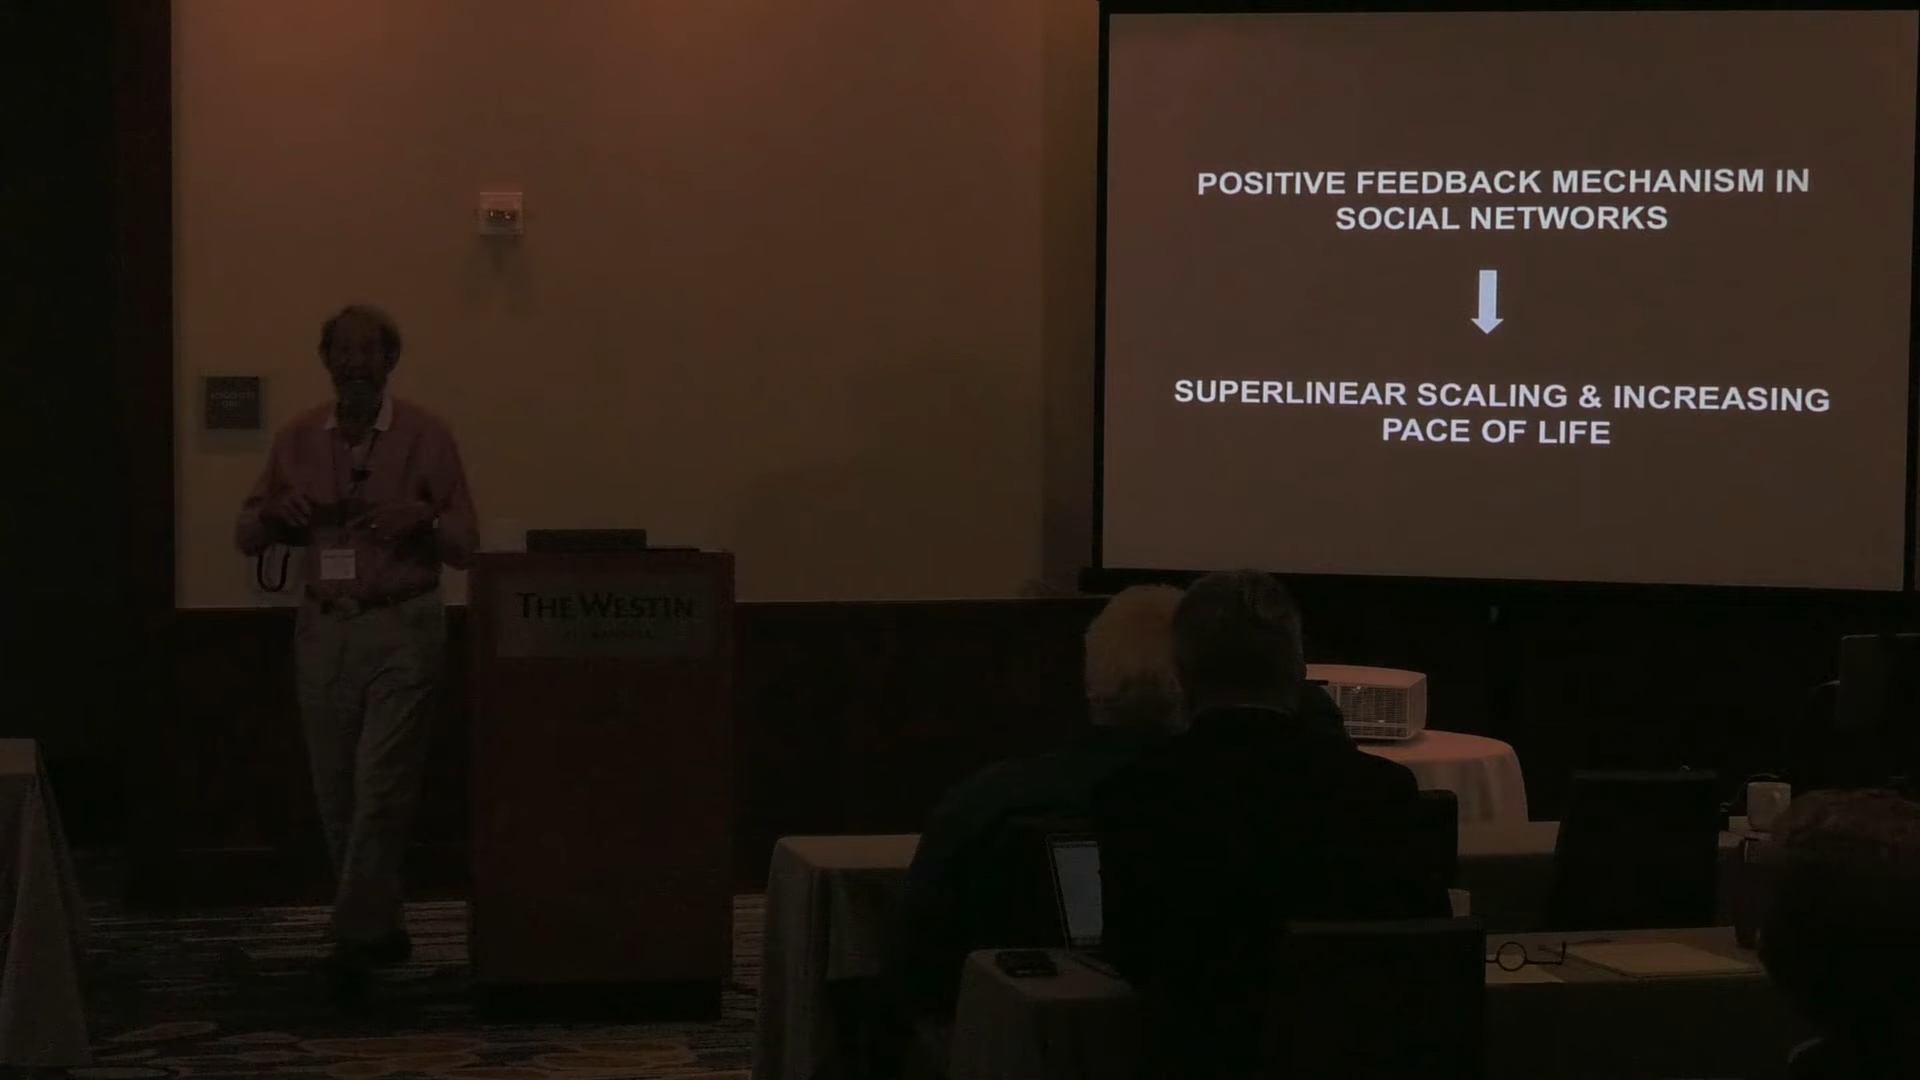 POSITIVE FEEDBACK MECHANISM IN
SOCIAL NETWORKS
SUPERLINEAR SCALING & INCREASING
PACE OF LIFE
THE WESTIN